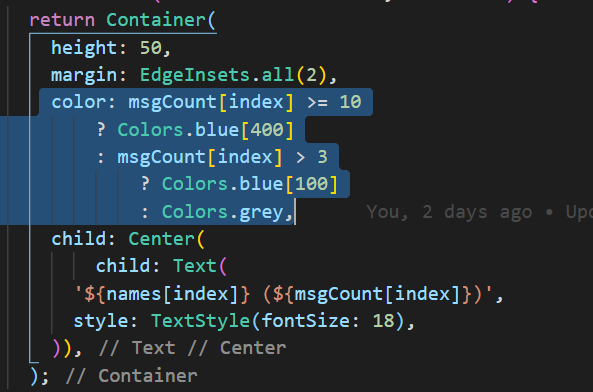 return Container(
height: 50,
margin: EdgeInsets.all(2),
color: msgCount[index] >= 10
? Colors.blue[400]
: msgCount[index] > 3
? Colors.blue[100]
: Colors.grey, You, 2 days ago • Upd
child: Center(
child: Text(
'${names[index]} (${msgCount[index]})',
style: TextStyle(fontSize: 18),
)), // Text // Center
); // Container